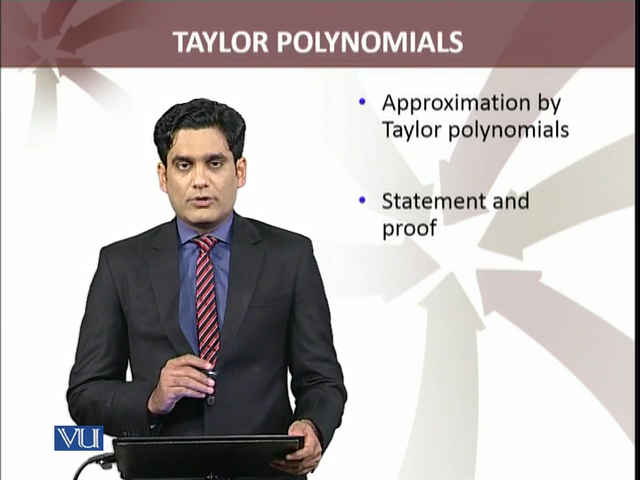 TAYLOR POLYNOMIALS
• Approximation by
Taylor polynomials
• Statement and
proof
VU